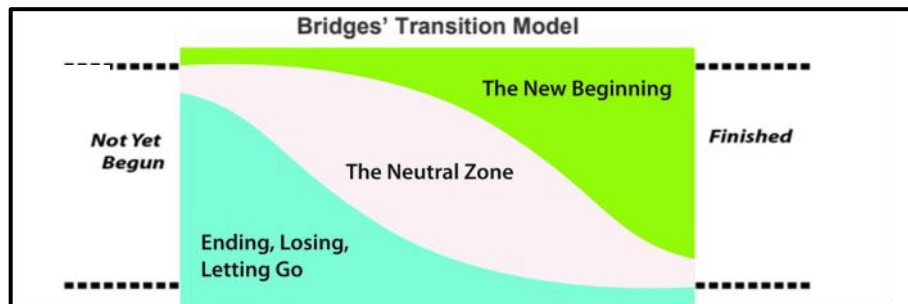 Bridges' Transition Model
The New Beginning
Not Yet
Begun
Finished
The Neutral Zone
Ending, Losing,
Letting Go